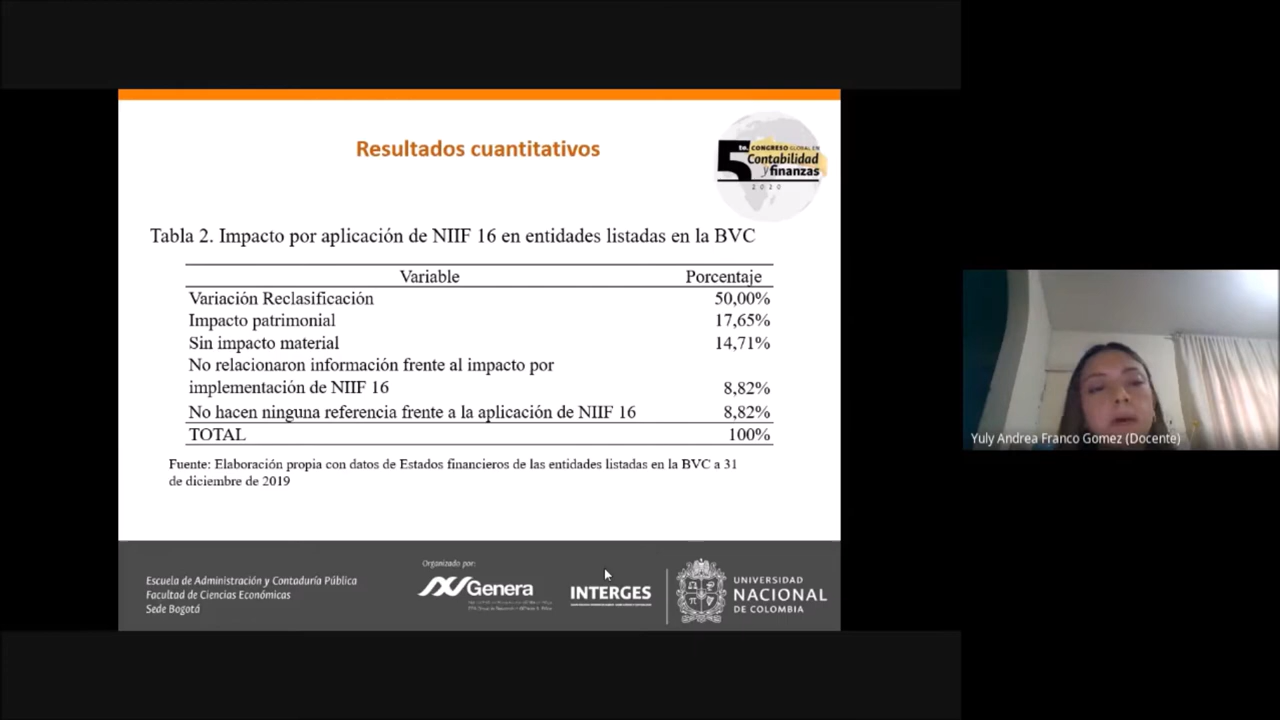 Resultados cuantitativos
5to. CONGRESO GLOBAL EN
Contabilidad
y finanzas
2020
Tabla 2. Impacto por aplicación de NIIF 16 en entidades listadas en la BVC
Variable Porcentaje
Variación Reclasificación 50,00%
Impacto patrimonial 17,65%
Sin impacto material 14,71%
No relacionaron información frente al impacto por
implementación de NIIF 16 8,82%
No hacen ninguna referencia frente a la aplicación de NIIF 16 8,82%
TOTAL 100%
Fuente: Elaboración propia con datos de Estados financieros de las entidades listadas en la BVC a 31
de diciembre de 2019
Yuly Andrea Franco Gomez (Docente)
Escuela de Administración y Contaduría Pública
Facultad de Ciencias Económicas
Sede Bogotá
Organizado por:
Genera
INTERGES
UNIVERSIDAD
NACIONAL
DE COLOMBIA